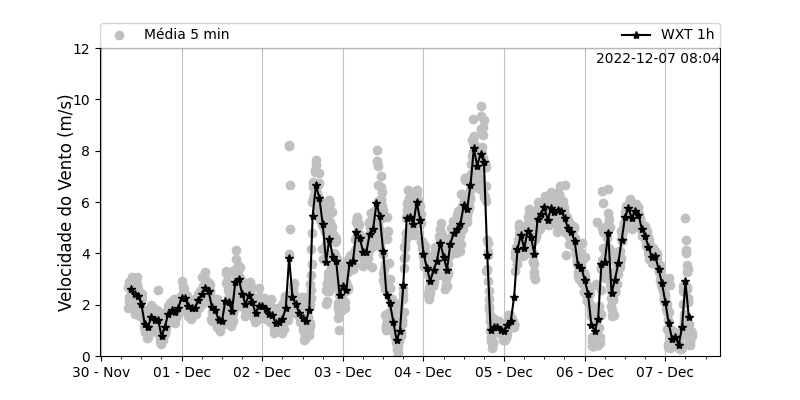 Média 5 min WXT 1h
2022-12-07 08:04
Velocidade do Vento (m/s)
12
10
8
6
4
2
0
30 - Nov 01 - Dec 02 - Dec 03 - Dec 04 - Dec 05 - Dec 06 - Dec 07 - Dec